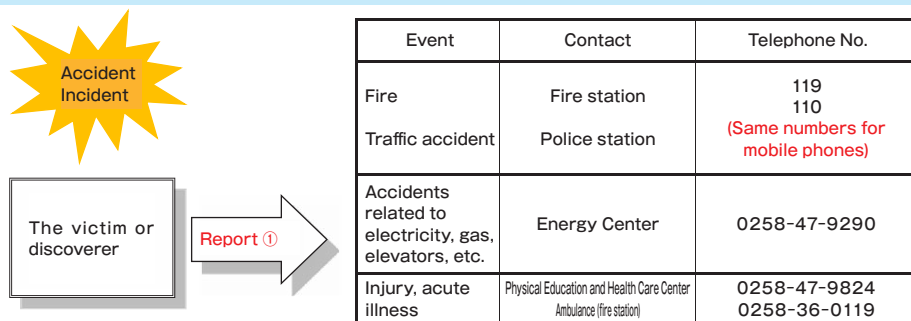 Accident
Incident
The victim or
discoverer
Report ①
Event Contact Telephone No.
Fire Fire station 119
110
Traffic accident Police station (Same numbers for
mobile phones)
Accidents
related to
electricity, gas,
elevators, etc.
Energy Center 0258-47-9290
Injury, acute
illness
Physical Education and Health Care Center 0258-47-9824
Ambulance (fire station) 0258-36-0119